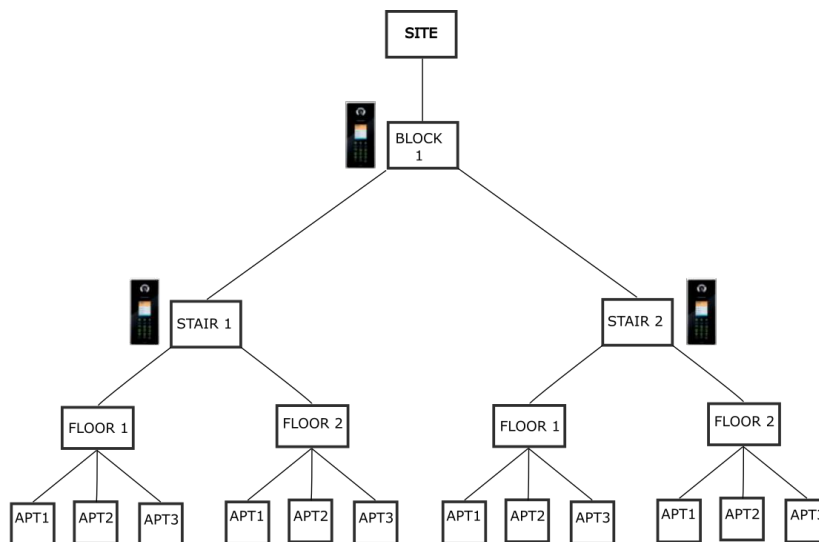 SITE
BLOCK
1
STAIR 1
STAIR 2
FLOOR 1
FLOOR 2
FLOOR 1
FLOOR 2
APT1
APT2
APT3
APT1
APT2
APT3
APT1
APT2
APT3
APT1
APT2
APT3